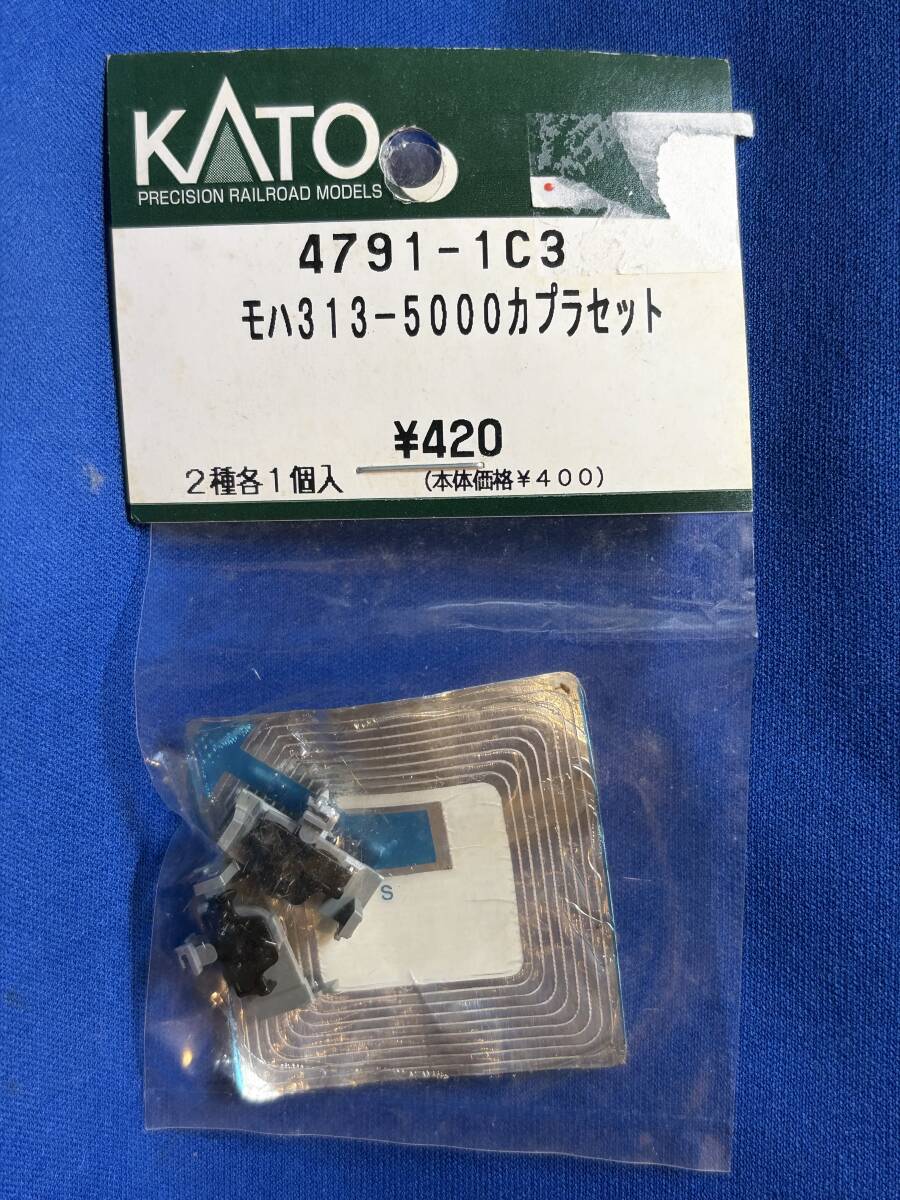 KATO
PRECISION RAILROAD MODELS
4791-1C3
モハ313-5000カプラセット
¥420
2種各1個入 (本体価格¥400)
S